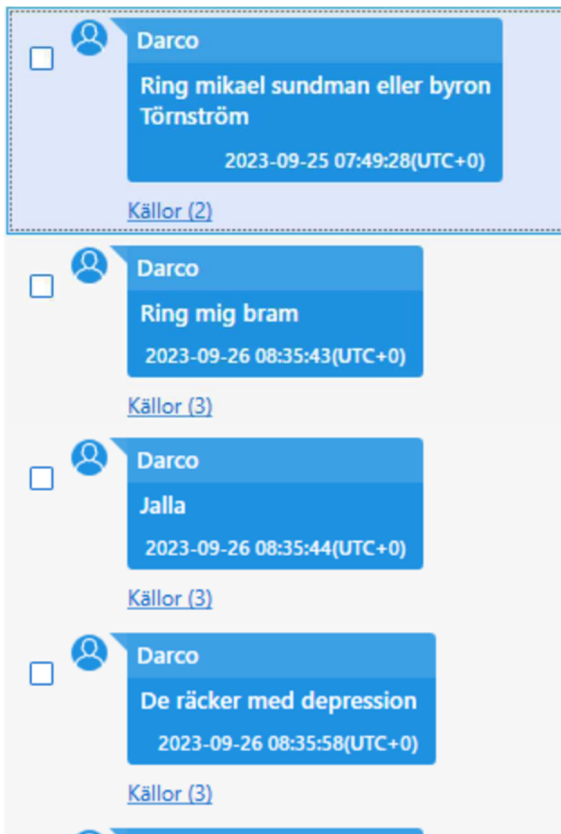 Darco
Ring mikael sundman eller byron
Törnström
2023-09-25 07:49:28(UTC+0)
Källor (2)
Darco
Ring mig bram
2023-09-26 08:35:43(UTC+0)
Källor (3)
Darco
Jalla
2023-09-26 08:35:44(UTC+0)
Källor (3)
Darco
De räcker med depression
2023-09-26 08:35:58(UTC+0)
Källor (3)